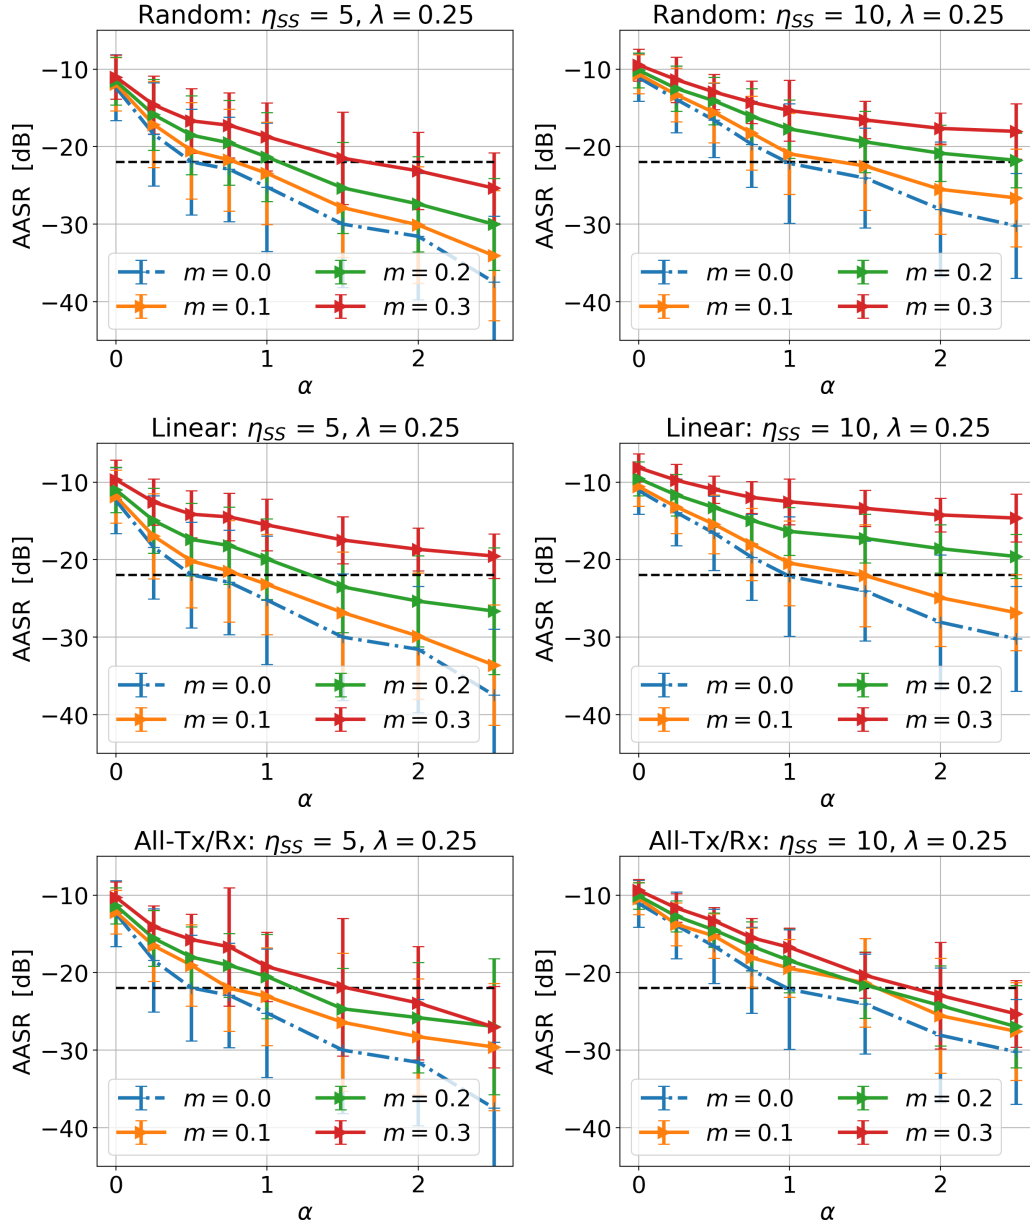 Random: η_SS = 5, λ = 0.25
AASR [dB]
−10
−20
−30
−40
m = 0.0
m = 0.2
m = 0.1
m = 0.3
0
1
2
α
Random: η_SS = 10, λ = 0.25
AASR [dB]
−10
−20
−30
−40
m = 0.0
m = 0.2
m = 0.1
m = 0.3
0
1
2
α
Linear: η_SS = 5, λ = 0.25
AASR [dB]
−10
−20
−30
−40
m = 0.0
m = 0.2
m = 0.1
m = 0.3
0
1
2
α
Linear: η_SS = 10, λ = 0.25
AASR [dB]
−10
−20
−30
−40
m = 0.0
m = 0.2
m = 0.1
m = 0.3
0
1
2
α
All-Tx/Rx: η_SS = 5, λ = 0.25
AASR [dB]
−10
−20
−30
−40
m = 0.0
m = 0.2
m = 0.1
m = 0.3
0
1
2
α
All-Tx/Rx: η_SS = 10, λ = 0.25
AASR [dB]
−10
−20
−30
−40
m = 0.0
m = 0.2
m = 0.1
m = 0.3
0
1
2
α